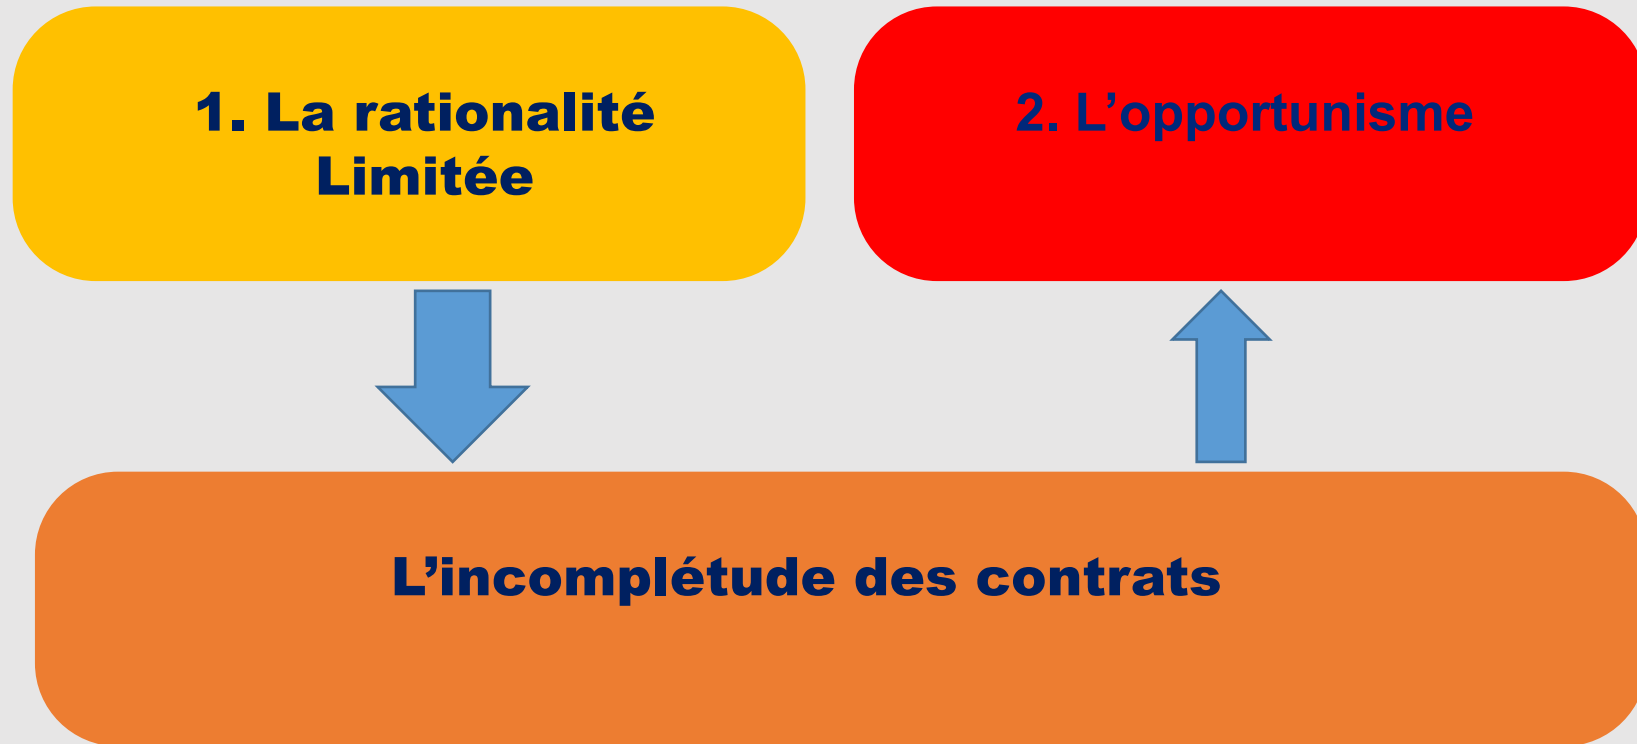 1. La rationalité
Limitée
2. L’opportunisme
L’incomplétude des contrats